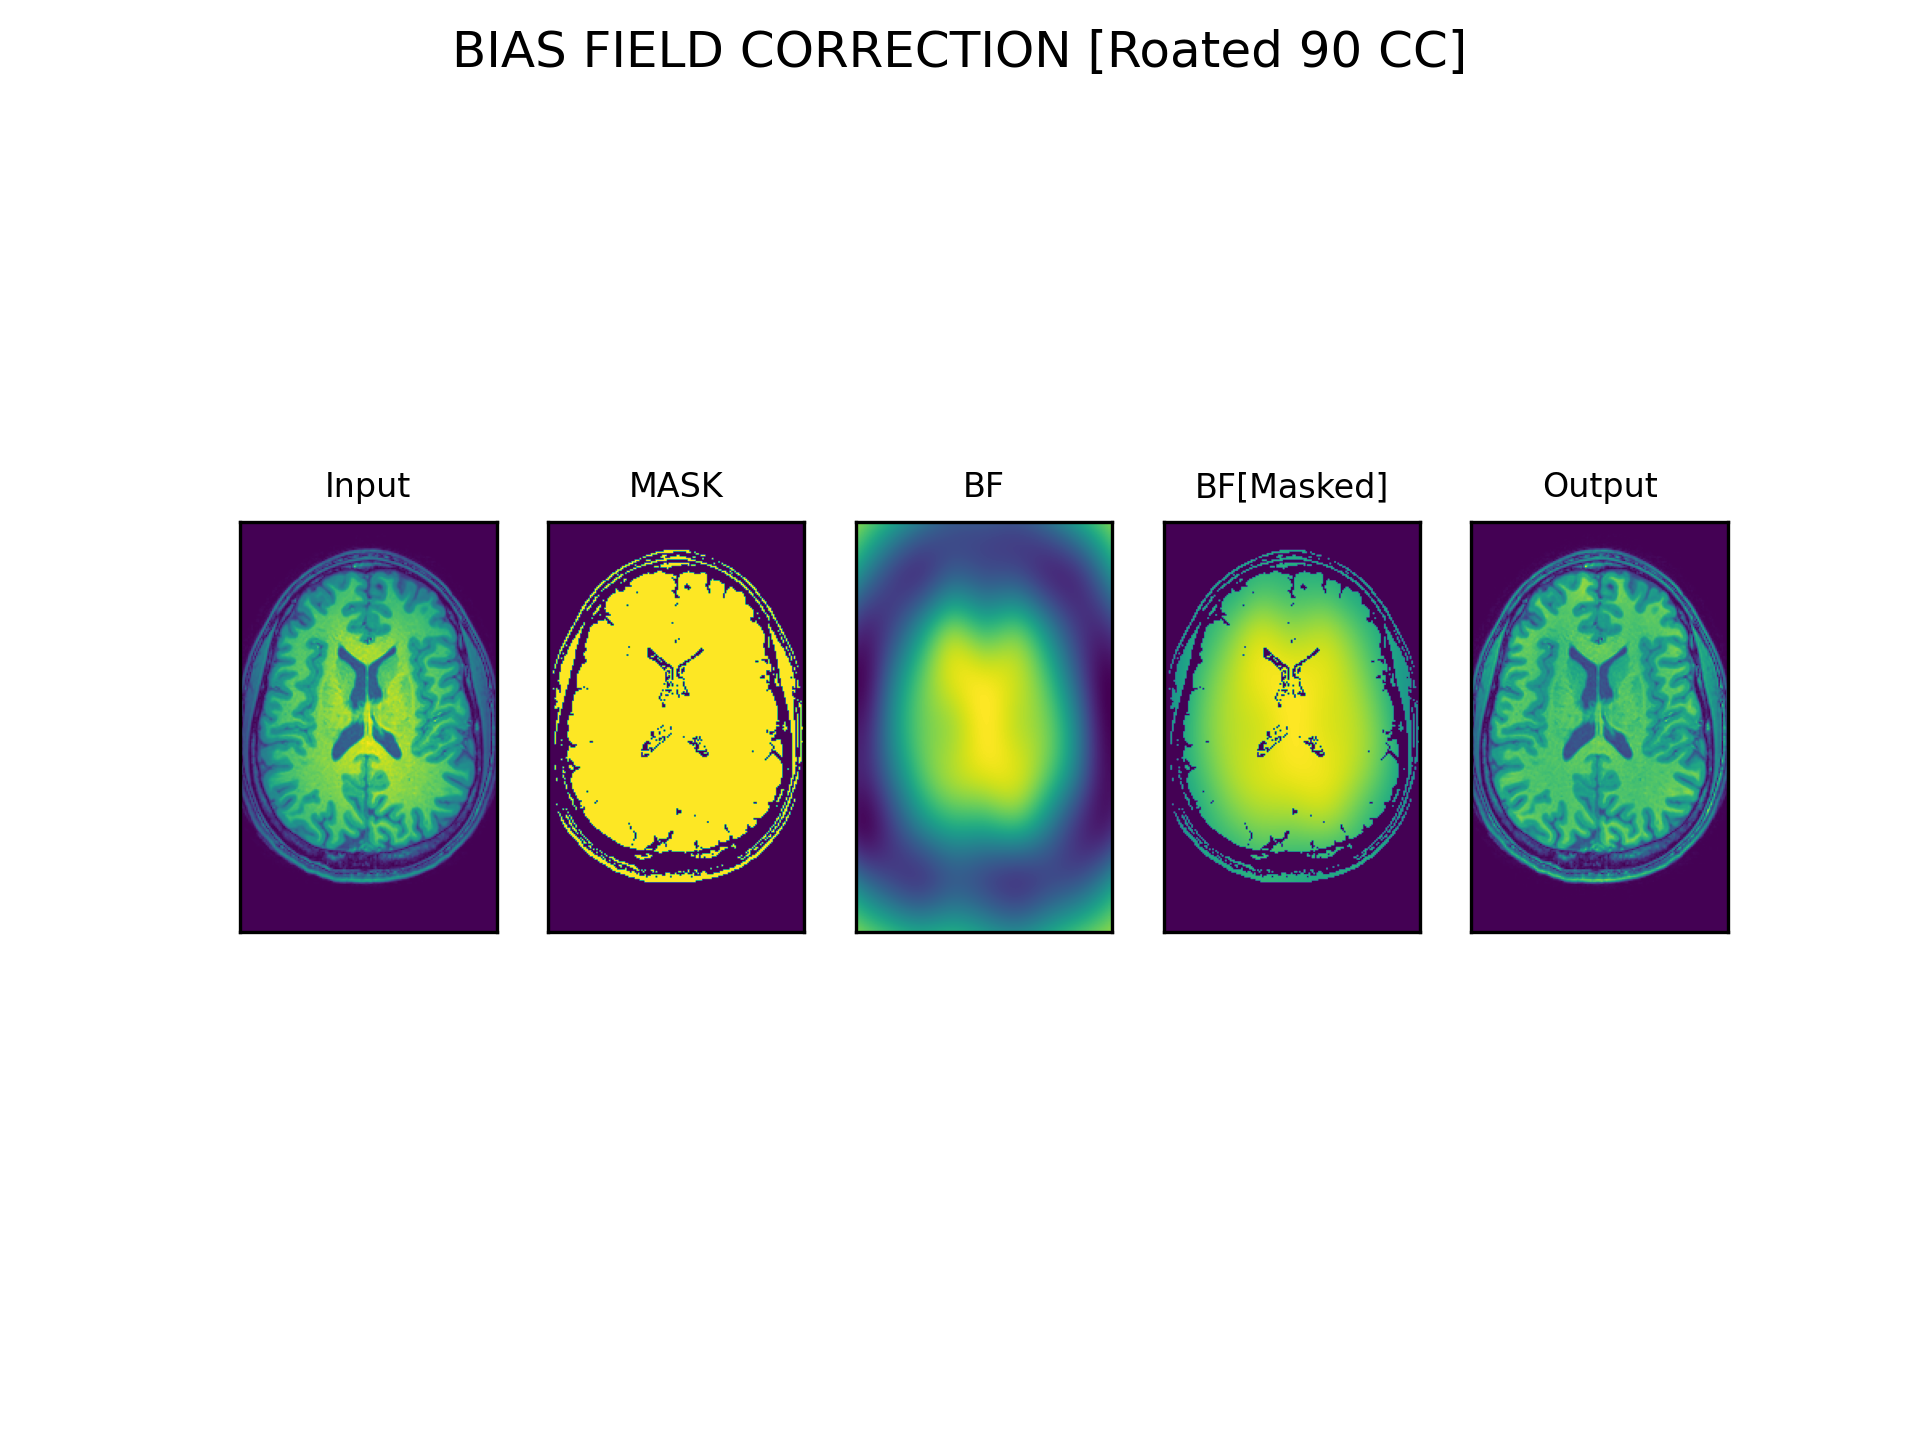 BIAS FIELD CORRECTION [Roated 90 CC]
Input
MASK
BF
BF[Masked]
Output